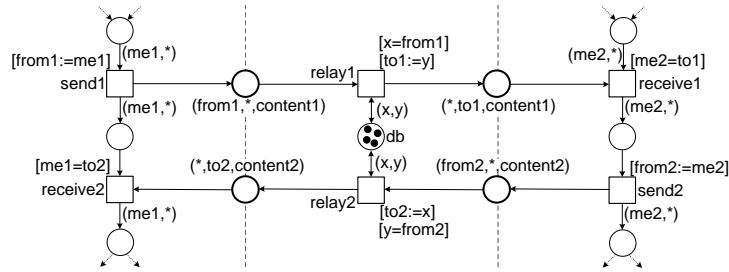 (me1,*)
[x=from1]
(me2,*)
[from1:=me1]
[to1:=y]
[me2=to1]
send1
relay1
receive1
(me1,*)
(from1,*,content1)
(*,to1,content1)
(me2,*)
(x,y)
db
[me1=to2]
(*,to2,content2)
(x,y)
(from2,*,content2)
[from2:=me2]
receive2
relay2
send2
(me1,*)
[to2:=x]
(me2,*)
[y=from2]